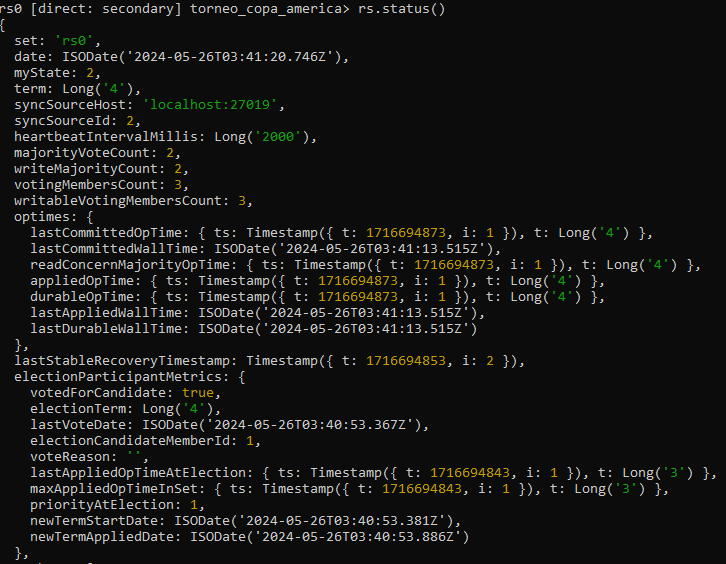 rs0 [direct: secondary] torneo_copa_america> rs.status()
{
  set: 'rs0',
  date: ISODate('2024-05-26T03:41:20.746Z'),
  myState: 2,
  term: Long('4'),
  syncSourceHost: 'localhost:27019',
  syncSourceId: 2,
  heartbeatIntervalMillis: Long('2000'),
  majorityVoteCount: 2,
  writeMajorityCount: 2,
  votingMembersCount: 3,
  writableVotingMembersCount: 3,
  optimes: {
    lastCommittedOpTime: { ts: Timestamp({ t: 1716694873, i: 1 }), t: Long('4') },
    lastCommittedWallTime: ISODate('2024-05-26T03:41:13.515Z'),
    readConcernMajorityOpTime: { ts: Timestamp({ t: 1716694873, i: 1 }), t: Long('4') },
    appliedOpTime: { ts: Timestamp({ t: 1716694873, i: 1 }), t: Long('4') },
    durableOpTime: { ts: Timestamp({ t: 1716694873, i: 1 }), t: Long('4') },
    lastAppliedWallTime: ISODate('2024-05-26T03:41:13.515Z'),
    lastDurableWallTime: ISODate('2024-05-26T03:41:13.515Z')
  },
  lastStableRecoveryTimestamp: Timestamp({ t: 1716694853, i: 2 }),
  electionParticipantMetrics: {
    votedForCandidate: true,
    electionTerm: Long('4'),
    lastVoteDate: ISODate('2024-05-26T03:40:53.367Z'),
    electionCandidateMemberId: 1,
    voteReason: '',
    lastAppliedOpTimeAtElection: { ts: Timestamp({ t: 1716694843, i: 1 }), t: Long('3') },
    maxAppliedOpTimeInSet: { ts: Timestamp({ t: 1716694843, i: 1 }), t: Long('3') },
    priorityAtElection: 1,
    newTermStartDate: ISODate('2024-05-26T03:40:53.381Z'),
    newTermAppliedDate: ISODate('2024-05-26T03:40:53.886Z')
  },